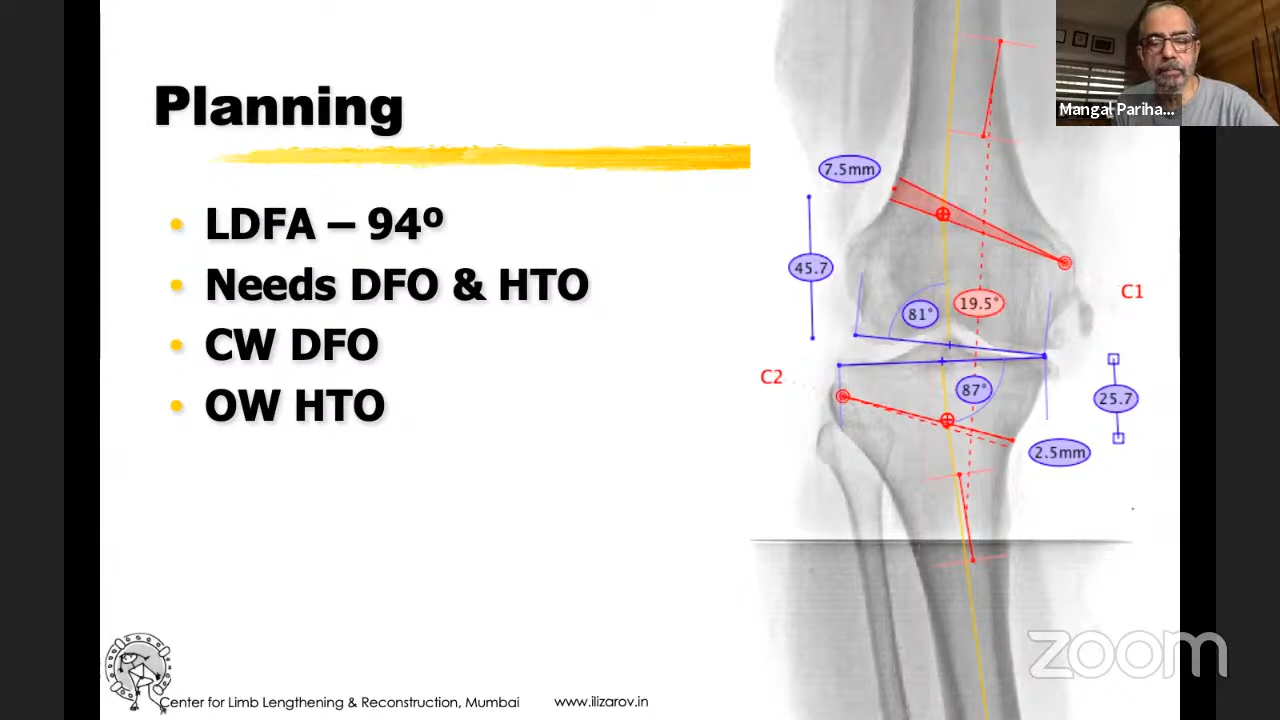 Planning
LDFA – 94º
Needs DFO & HTO
CW DFO
OW HTO
7.5mm
45.7
81°
19.5°
C1
C2
87°
25.7
2.5mm
Mangal Pariha...
zoom
Center for Limb Lengthening & Reconstruction, Mumbai
www.ilizarov.in